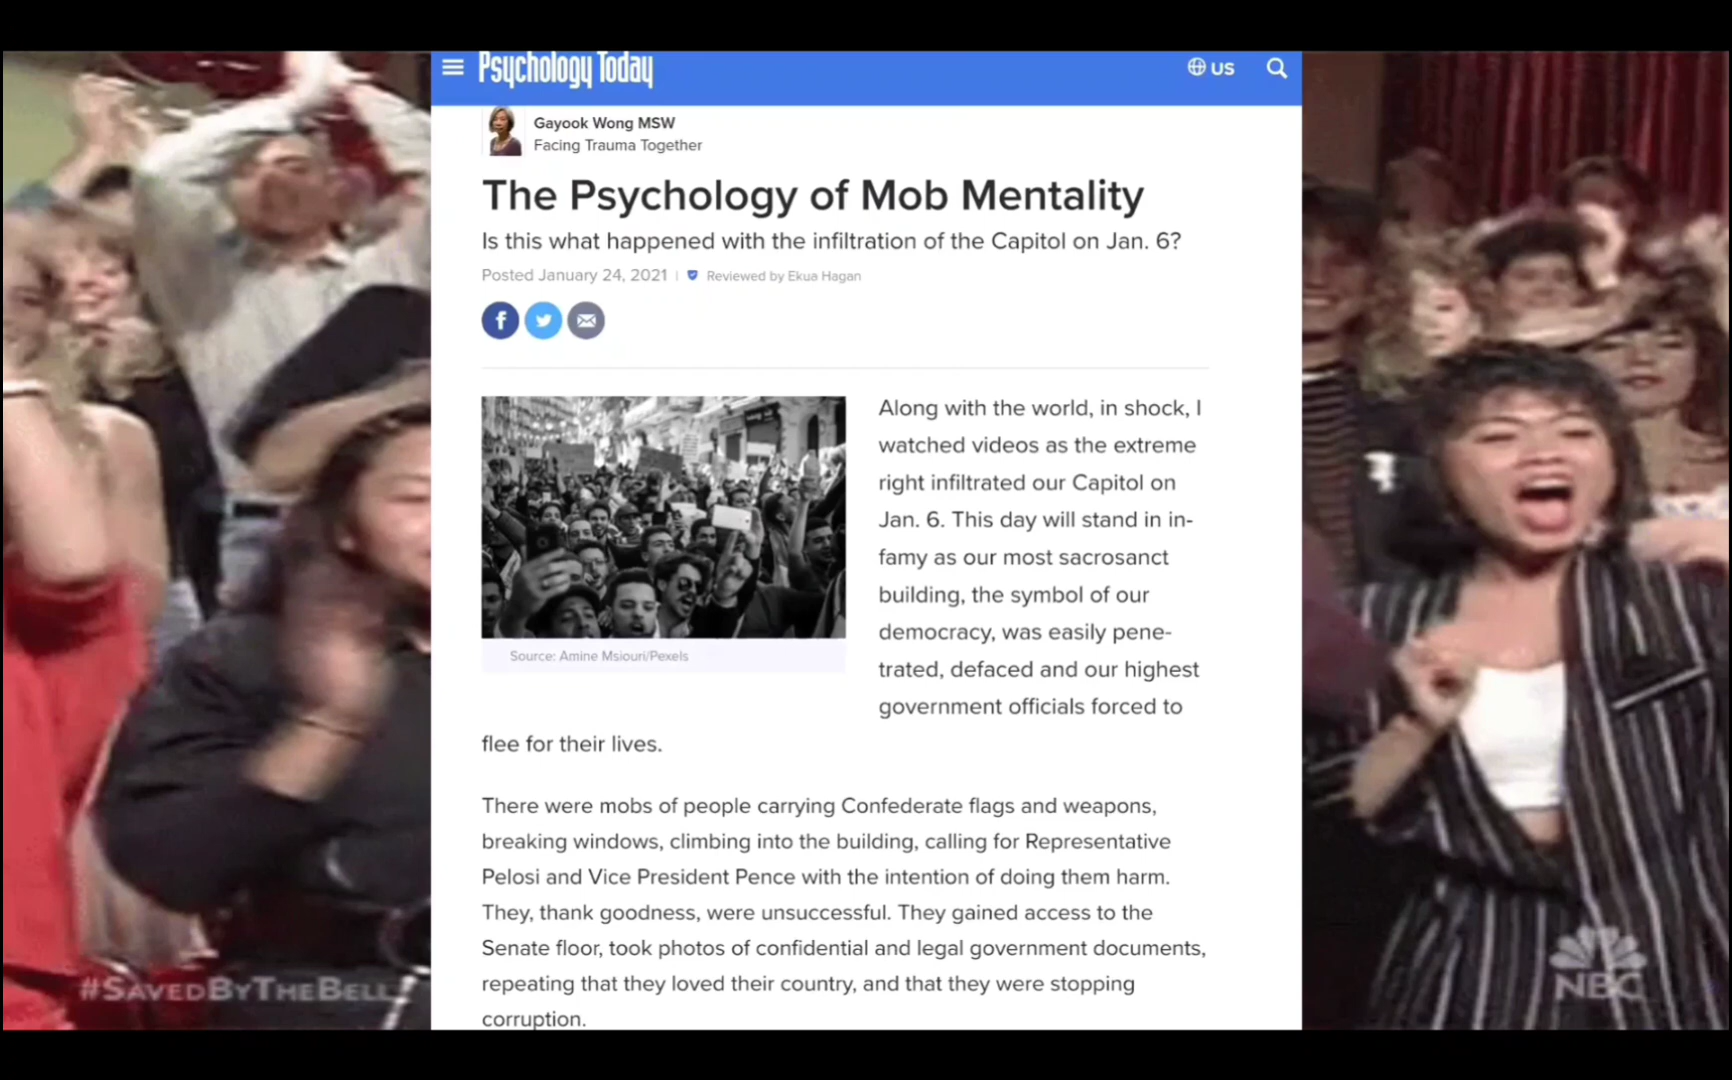 Psychology Today
US
Gayook Wong MSW
Facing Trauma Together
The Psychology of Mob Mentality
Is this what happened with the infiltration of the Capitol on Jan. 6?
Posted January 24, 2021 | Reviewed by Ekua Hagan
Along with the world, in shock, I
watched videos as the extreme
right infiltrated our Capitol on
Jan. 6. This day will stand in in-
famy as our most sacrosanct
building, the symbol of our
democracy, was easily pene-
trated, defaced and our highest
government officials forced to
Source: Amine Msiouri/Pexels
flee for their lives.
There were mobs of people carrying Confederate flags and weapons,
breaking windows, climbing into the building, calling for Representative
Pelosi and Vice President Pence with the intention of doing them harm.
They, thank goodness, were unsuccessful. They gained access to the
Senate floor, took photos of confidential and legal government documents,
repeating that they loved their country, and that they were stopping
corruption.
#SAVEDBYTHEBELL
NBC